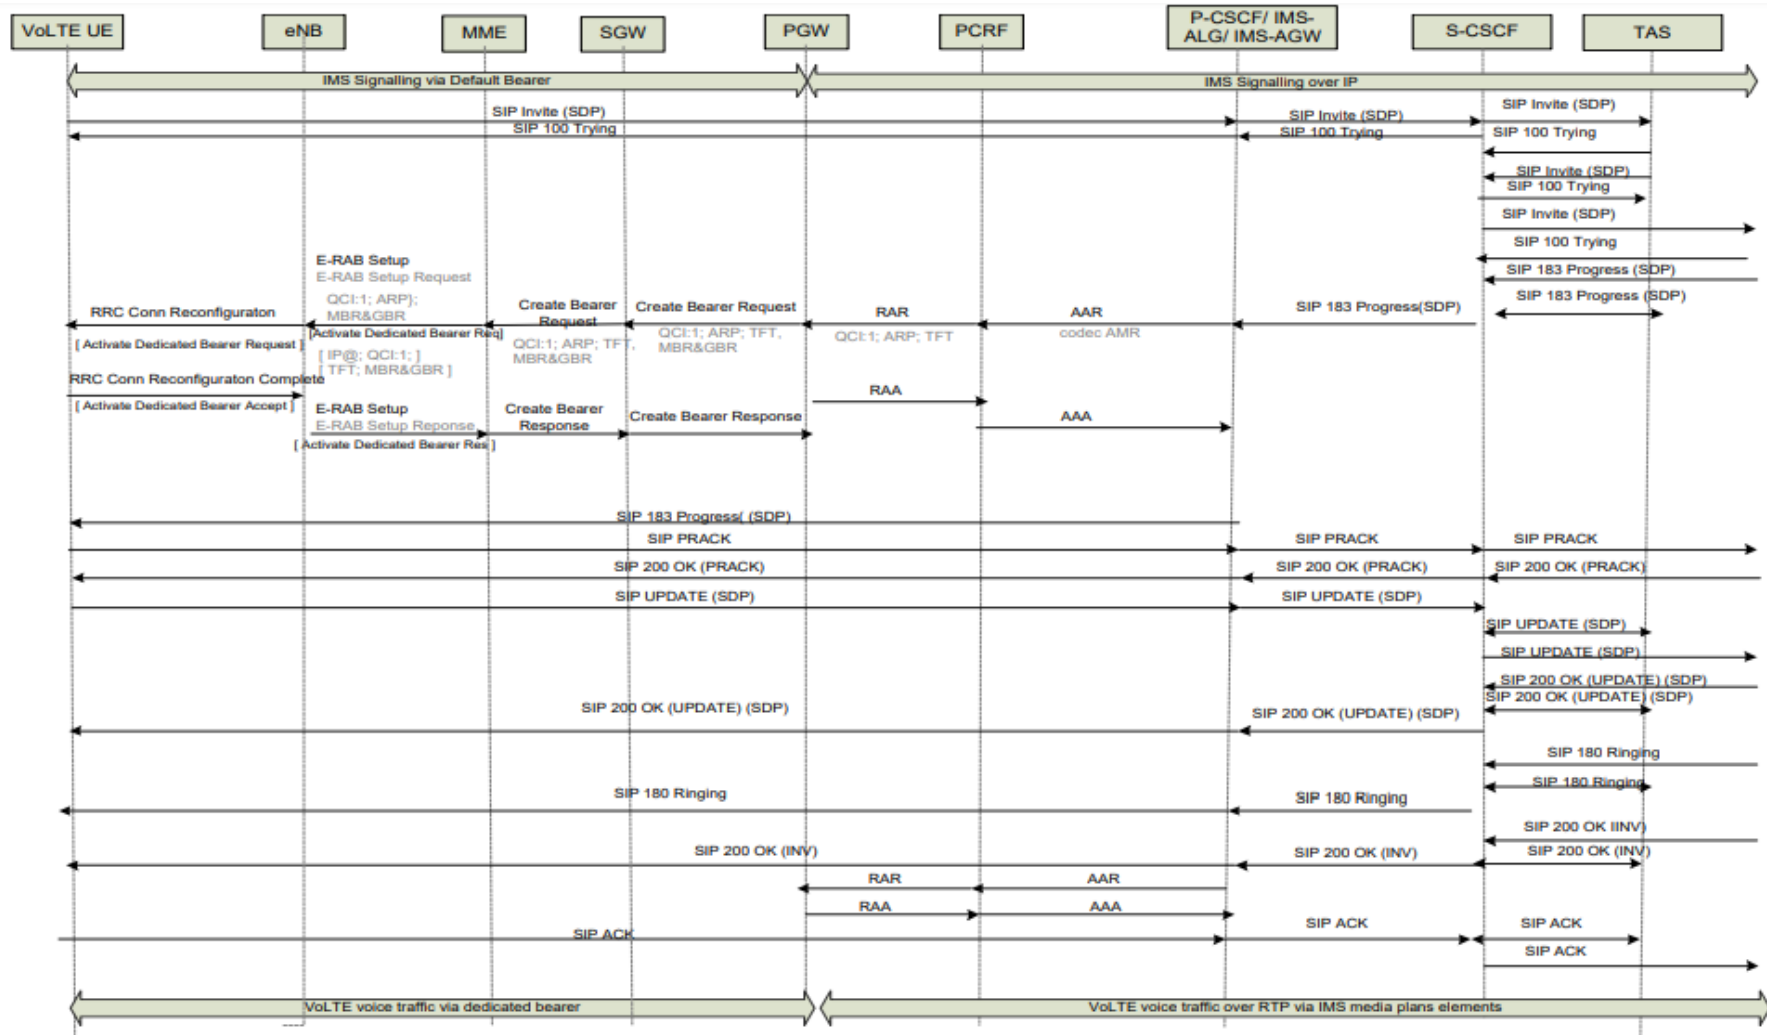 VoLTE UE
eNB
MME
SGW
PGW
PCRF
P-CSCF/ IMS-
ALG/ IMS-AGW
S-CSCF
TAS
IMS Signalling via Default Bearer
IMS Signalling over IP
SIP Invite (SDP)
SIP Invite (SDP)
SIP Invite (SDP)
SIP 100 Trying
SIP 100 Trying
SIP 100 Trying
SIP Invite (SDP)
SIP 100 Trying
SIP Invite (SDP)
SIP 100 Trying
SIP 183 Progress (SDP)
SIP 183 Progress (SDP)
E-RAB Setup
E-RAB Setup Request
QCI:1; ARP};
MBR&GBR
RRC Conn Reconfiguraton
Create Bearer
Request
Create Bearer Request
RAR
AAR
SIP 183 Progress(SDP)
[ Activate Dedicated Bearer Request ]
[Activate Dedicated Bearer Req]
QCI:1; ARP; TFT,
MBR&GBR
QCI:1; ARP; TFT,
MBR&GBR
QCI:1; ARP; TFT
codec AMR
[ IP@; QCI:1; ]
[ TFT; MBR&GBR ]
RRC Conn Reconfiguraton Complete
[ Activate Dedicated Bearer Accept ]
RAA
E-RAB Setup
E-RAB Setup Reponse
Create Bearer
Response
Create Bearer Response
AAA
[ Activate Dedicated Bearer Res ]
SIP 183 Progress( (SDP)
SIP PRACK
SIP PRACK
SIP PRACK
SIP 200 OK (PRACK)
SIP 200 OK (PRACK)
SIP 200 OK (PRACK)
SIP UPDATE (SDP)
SIP UPDATE (SDP)
SIP UPDATE (SDP)
SIP UPDATE (SDP)
SIP 200 OK (UPDATE) (SDP)
SIP 200 OK (UPDATE) (SDP)
SIP 200 OK (UPDATE) (SDP)
SIP 200 OK (UPDATE) (SDP)
SIP 180 Ringing
SIP 180 Ringing
SIP 180 Ringing
SIP 180 Ringing
SIP 200 OK IINV)
SIP 200 OK (INV)
SIP 200 OK (INV)
SIP 200 OK (INV)
RAR
AAR
RAA
AAA
SIP ACK
SIP ACK
SIP ACK
SIP ACK
VoLTE voice traffic via dedicated bearer
VoLTE voice traffic over RTP via IMS media plans elements